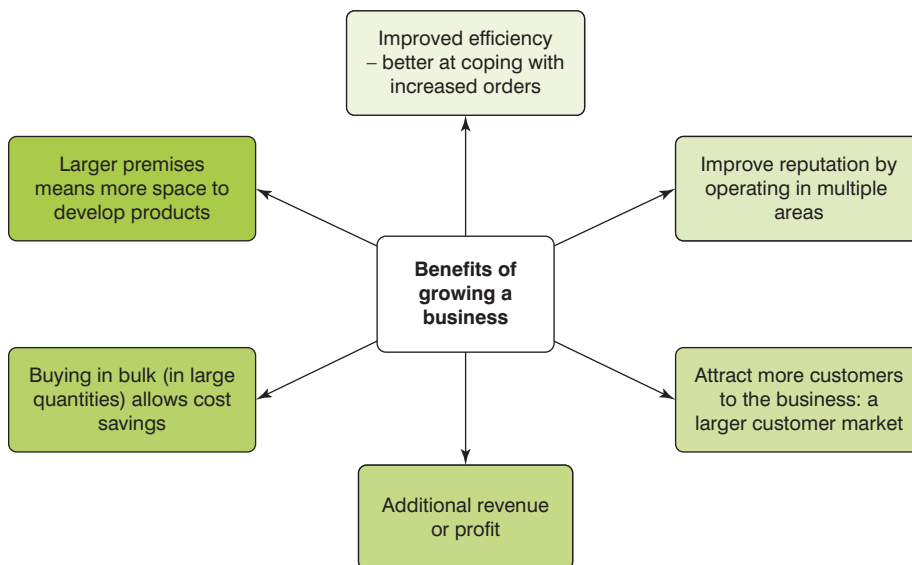 Improved efficiency
– better at coping with
increased orders
Larger premises
means more space to
develop products
Improve reputation by
operating in multiple
areas
Benefits of
growing a
business
Buying in bulk (in large
quantities) allows cost
savings
Attract more customers
to the business: a
larger customer market
Additional revenue
or profit